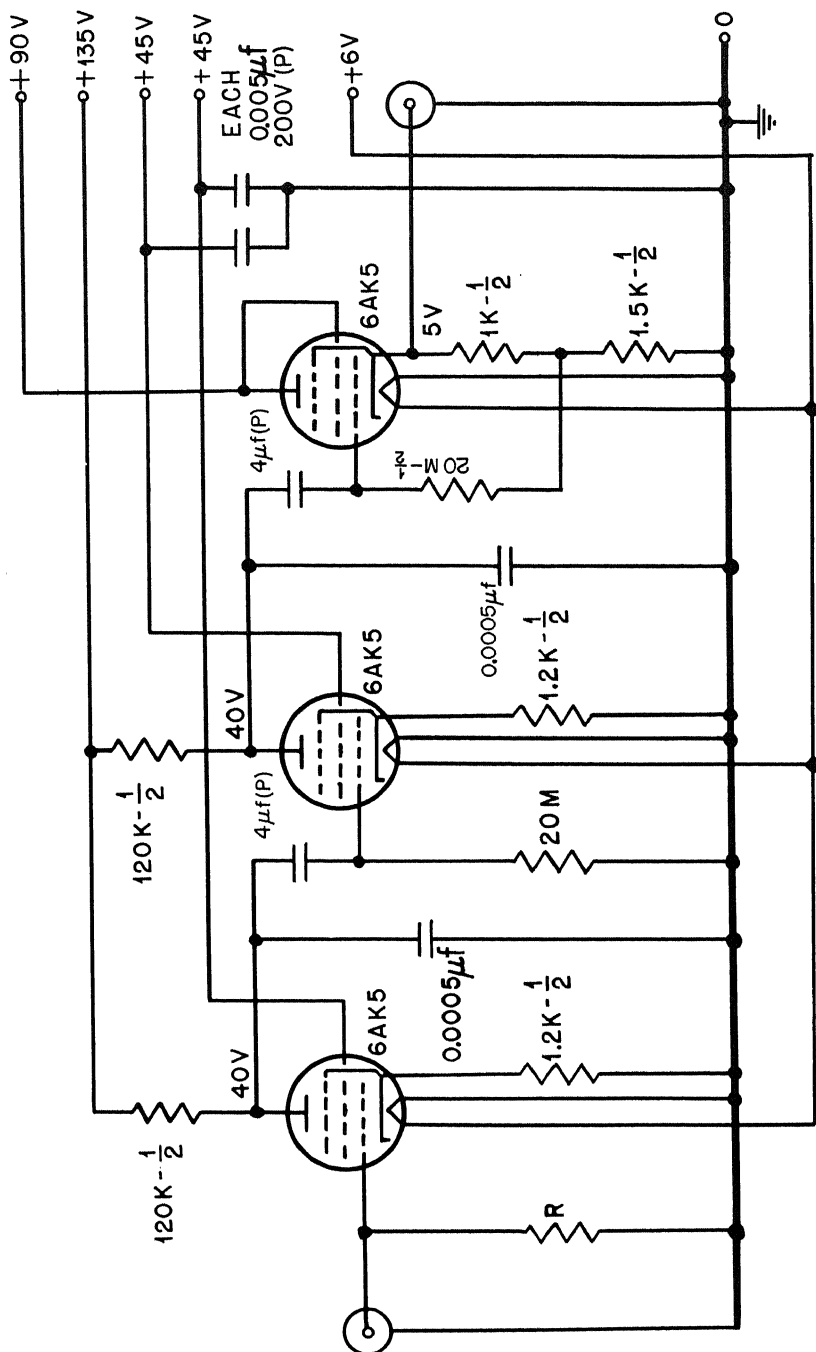 +90V
+135V
+45V
+45V
EACH
0.005μf
200V (P)
+6V
0
6AK5
5V
1K-1/2
1.5K-1/2
4μf(P)
20M-1/2
0.0005μf
6AK5
1.2K-1/2
40V
120K-1/2
4μf(P)
20M
0.0005μf
6AK5
1.2K-1/2
40V
120K-1/2
R